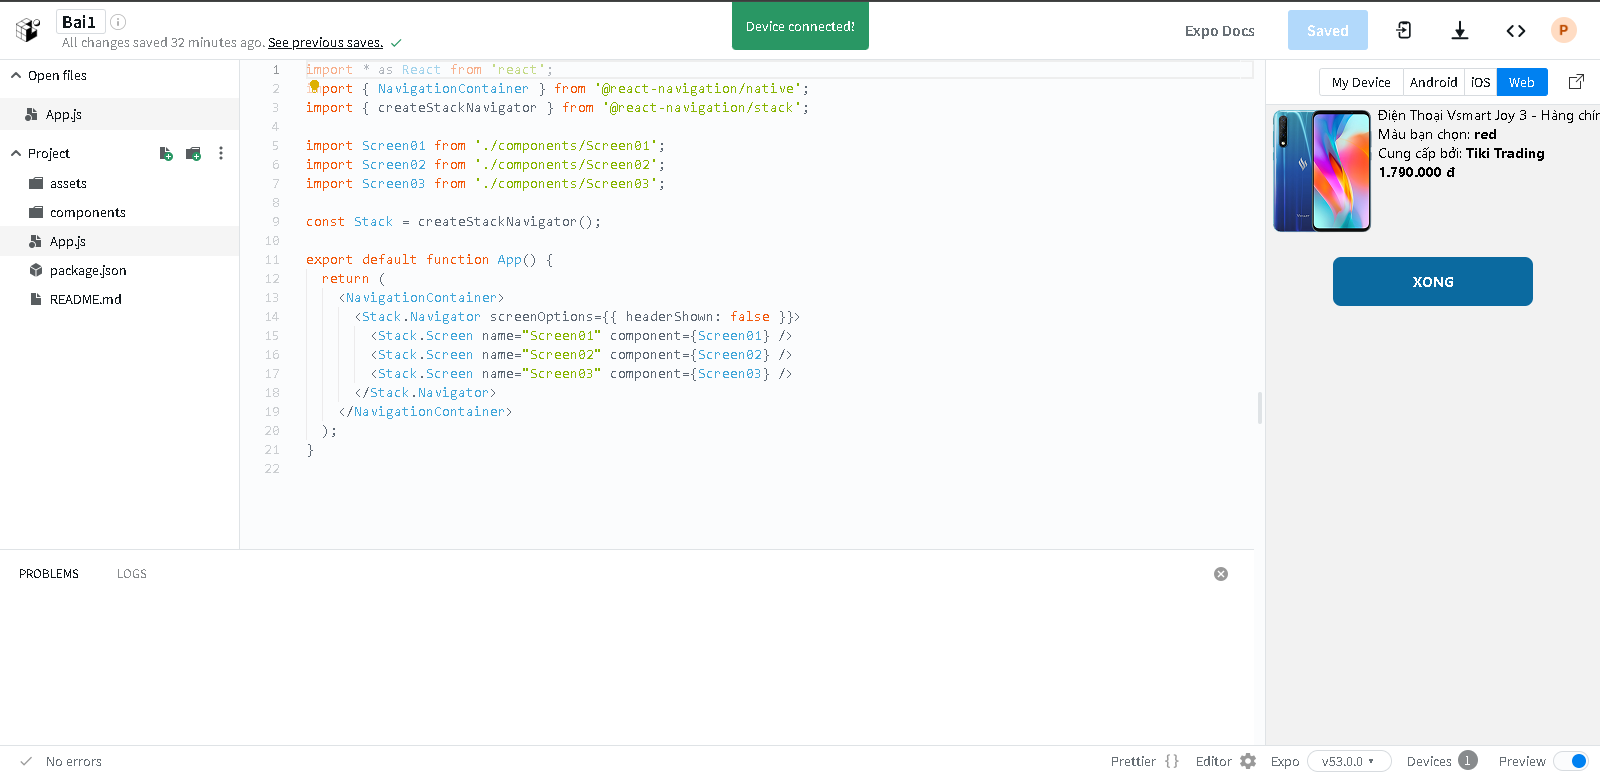 Bai1
All changes saved 32 minutes ago. See previous saves.
Device connected!
Expo Docs
Saved
P
Open files
App.js
Project
assets
components
App.js
package.json
README.md
1 import * as React from 'react';
2 import { NavigationContainer } from '@react-navigation/native';
3 import { createStackNavigator } from '@react-navigation/stack';
4
5 import Screen01 from './components/Screen01';
6 import Screen02 from './components/Screen02';
7 import Screen03 from './components/Screen03';
8
9 const Stack = createStackNavigator();
10
11 export default function App() {
12 return (
13 <NavigationContainer>
14 <Stack.Navigator screenOptions={{ headerShown: false }}>
15 <Stack.Screen name="Screen01" component={Screen01} />
16 <Stack.Screen name="Screen02" component={Screen02} />
17 <Stack.Screen name="Screen03" component={Screen03} />
18 </Stack.Navigator>
19 </NavigationContainer>
20 );
21 }
22
My Device Android iOS Web
Điện Thoại Vsmart Joy 3 - Hàng chín
Màu bạn chọn: red
Cung cấp bởi: Tiki Trading
1.790.000 đ
XONG
PROBLEMS LOGS
No errors
Prettier {} Editor Expo v53.0.0 Devices 1 Preview